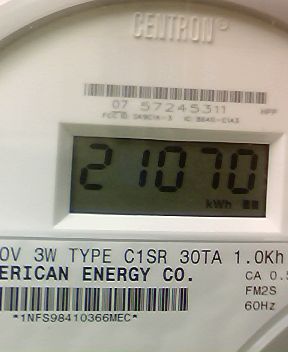 CENTRON®
07 57245311 HPP
21070
kWh
0V 3W TYPE C1SR 30TA 1.0Kh
ERICAN ENERGY CO. CA 0.5
FM2S
*1NFS98410366MEC* 60Hz